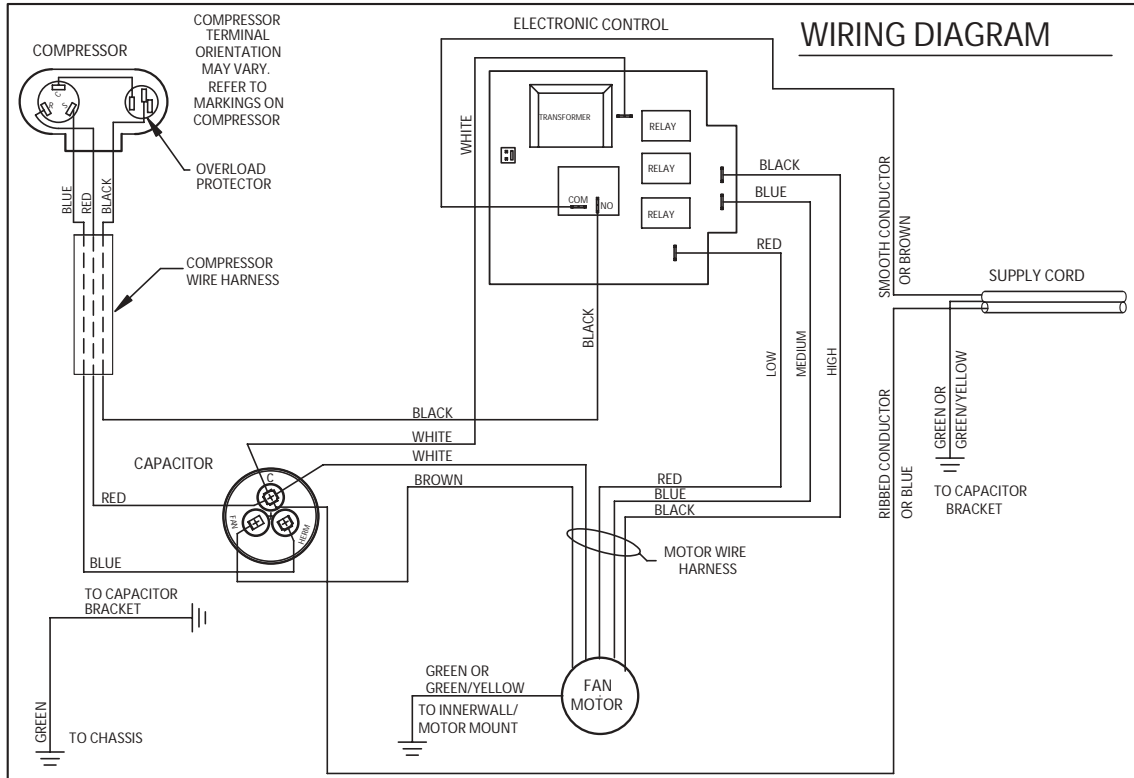 WIRING DIAGRAM
COMPRESSOR
COMPRESSOR
TERMINAL
ORIENTATION
MAY VARY.
REFER TO
MARKINGS ON
COMPRESSOR
C
R
S
OVERLOAD
PROTECTOR
BLUE
RED
BLACK
COMPRESSOR
WIRE HARNESS
ELECTRONIC CONTROL
WHITE
TRANSFORMER
RELAY
RELAY
RELAY
COM
NO
BLACK
BLUE
RED
BLACK
LOW
MEDIUM
HIGH
SMOOTH CONDUCTOR
OR BROWN
SUPPLY CORD
GREEN OR
GREEN/YELLOW
TO CAPACITOR
BRACKET
RIBBED CONDUCTOR
OR BLUE
BLACK
WHITE
WHITE
BROWN
CAPACITOR
C
FAN
HERM
RED
BLUE
RED
BLUE
BLACK
MOTOR WIRE
HARNESS
TO CAPACITOR
BRACKET
GREEN
TO CHASSIS
GREEN OR
GREEN/YELLOW
TO INNERWALL/
MOTOR MOUNT
FAN
MOTOR